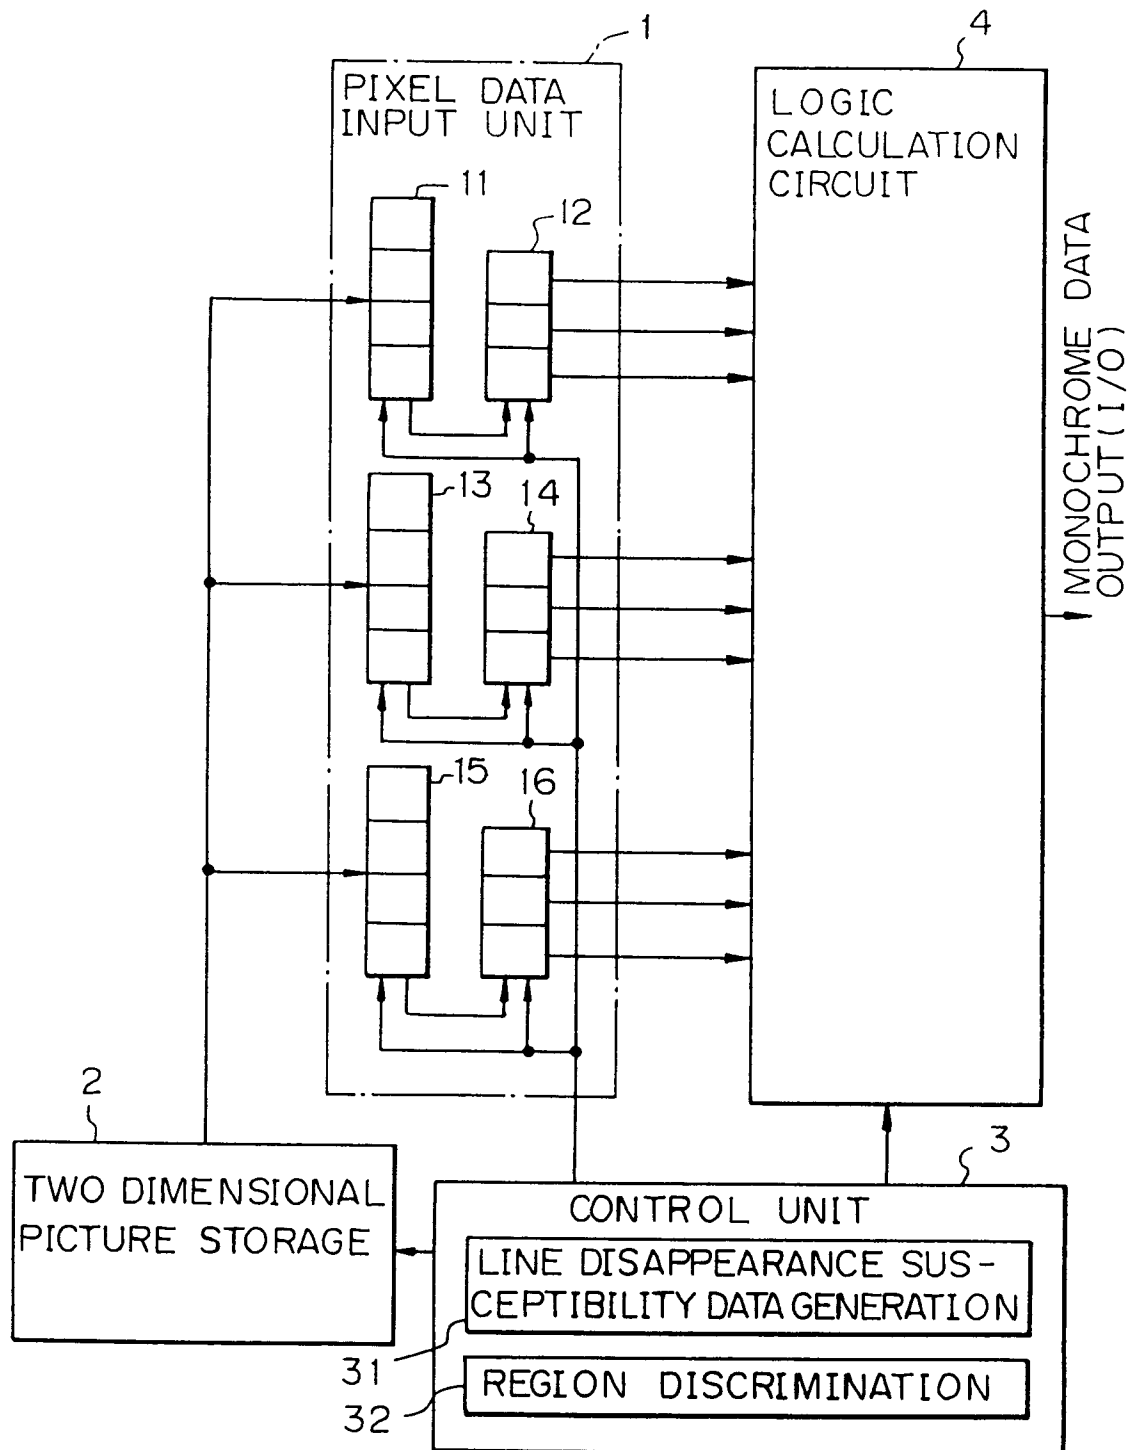 1
4
PIXEL DATA
INPUT UNIT
LOGIC
CALCULATION
CIRCUIT
11
12
MONOCHROME DATA
OUTPUT(I/O)
13
14
15
16
2
3
TWO DIMENSIONAL
PICTURE STORAGE
CONTROL UNIT
LINE DISAPPEARANCE SUS-
CEPTIBILITY DATA GENERATION
31
REGION DISCRIMINATION
32